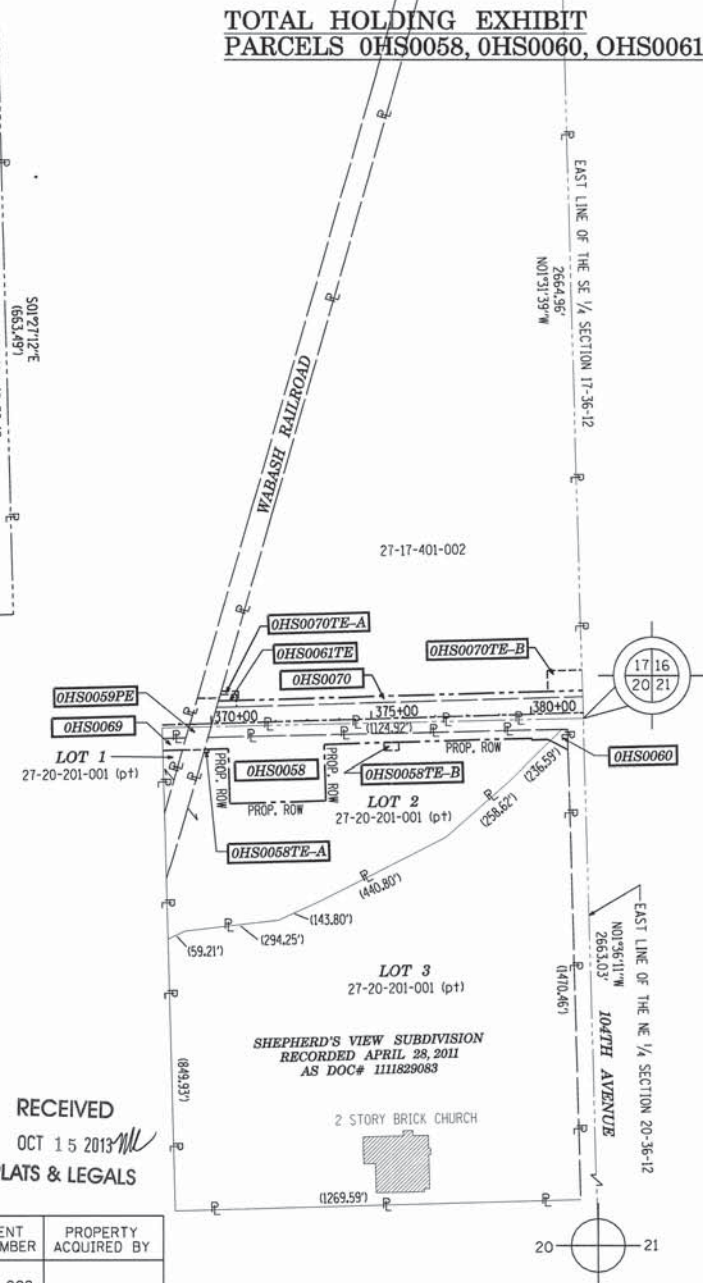 TOTAL HOLDING EXHIBIT
PARCELS 0HS0058, 0HS0060, OHS0061
S01°27'12"E
(663.49')
WABASH RAILROAD
EAST LINE OF THE SE 1/4 SECTION 17-36-12
2664.96'
N01°31'39"W
27-17-401-002
0HS0070TE-A
0HS0061TE
0HS0070TE-B
0HS0070
17 16
20 21
0HS0059PE
370+00
375+00
380+00
(1124.92')
0HS0069
LOT 1
27-20-201-001 (pt)
PROP. ROW
0HS0058
PROP. ROW
PROP. ROW
PROP. ROW
0HS0060
0HS0058TE-B
LOT 2
27-20-201-001 (pt)
0HS0058TE-A
(236.59')
(258.62')
(440.80')
(143.80')
(294.25')
(59.21')
LOT 3
27-20-201-001 (pt)
(1470.46')
EAST LINE OF THE NE 1/4 SECTION 20-36-12
N01°36'11"W
2663.03'
104TH AVENUE
SHEPHERD'S VIEW SUBDIVISION
RECORDED APRIL 28, 2011
AS DOC# 1111829083
(849.93')
RECEIVED
OCT 15 2013
PLATS & LEGALS
2 STORY BRICK CHURCH
(1269.59')
20
21
PROPERTY
ACQUIRED BY